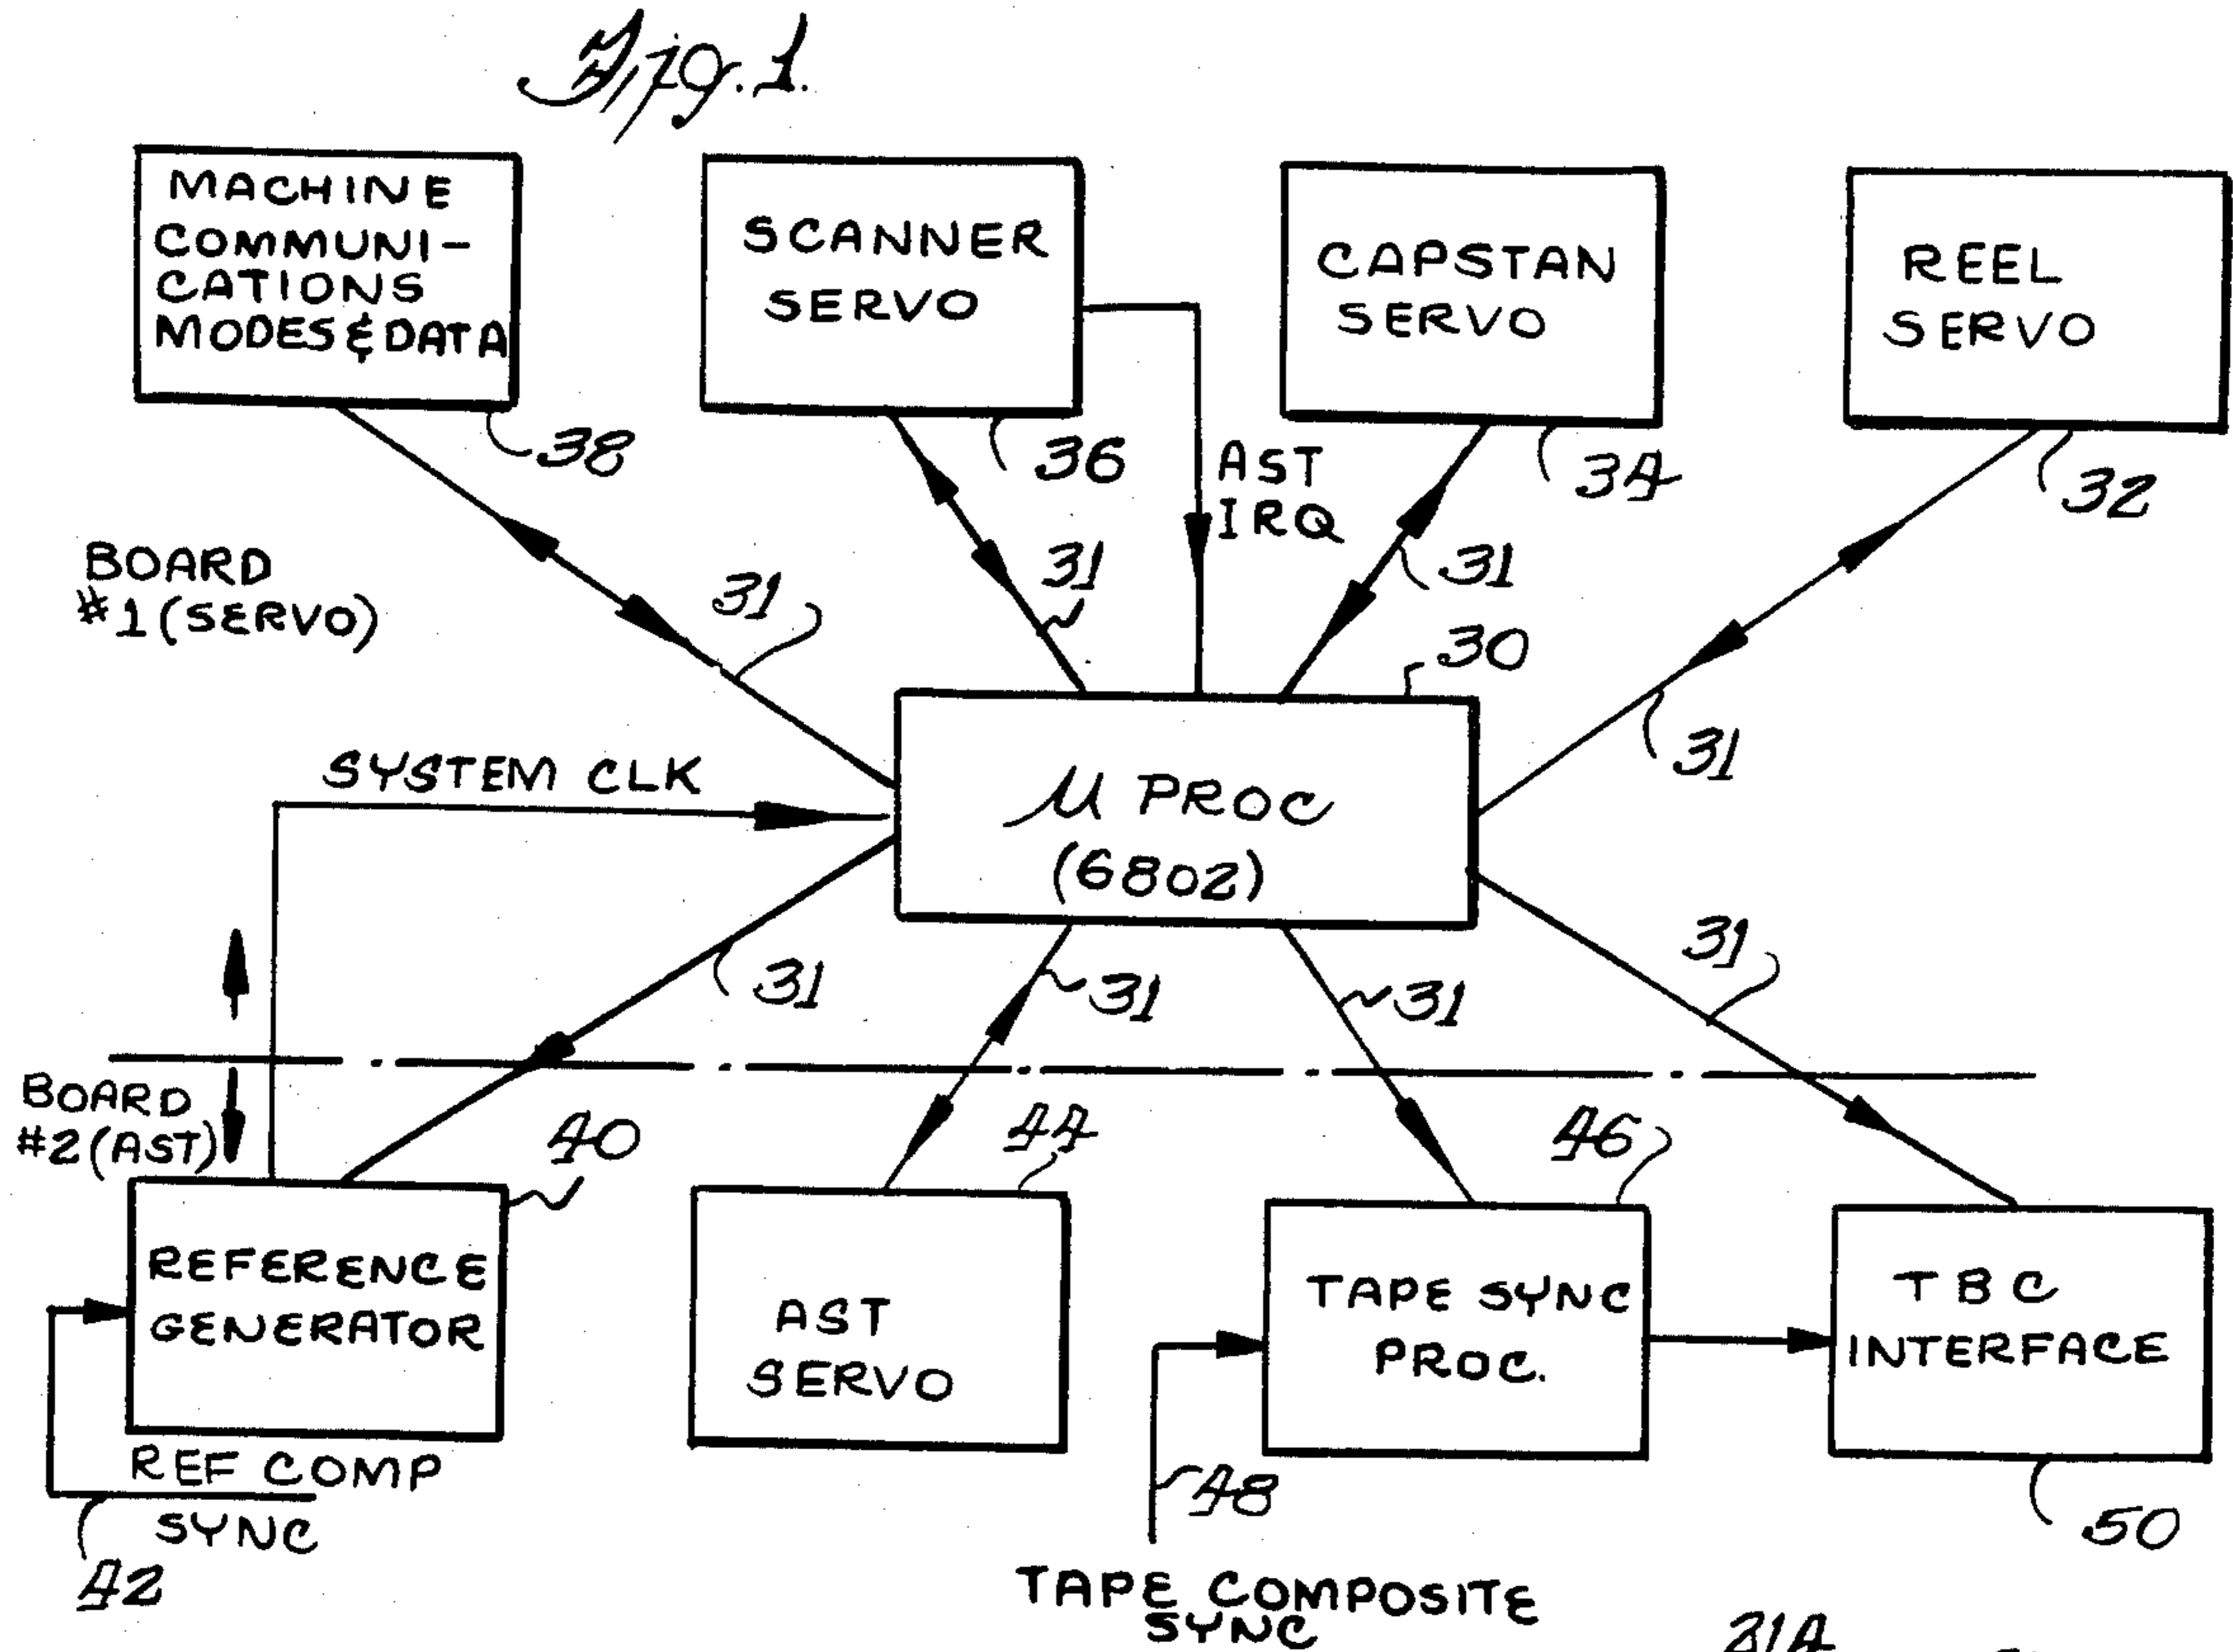 Fig. 1.
MACHINE
COMMUNI-
CATIONS
MODES & DATA
38
SCANNER
SERVO
36
CAPSTAN
SERVO
34
REEL
SERVO
32
AST
IRQ
BOARD
#1 (SERVO)
31
31
31
31
30
SYSTEM CLK
μ PROC
(6802)
31
31
31
31
BOARD
#2 (AST)
40
44
46
REFERENCE
GENERATOR
AST
SERVO
TAPE SYNC
PROC.
TBC
INTERFACE
REF COMP
SYNC
42
48
50
TAPE COMPOSITE
SYNC